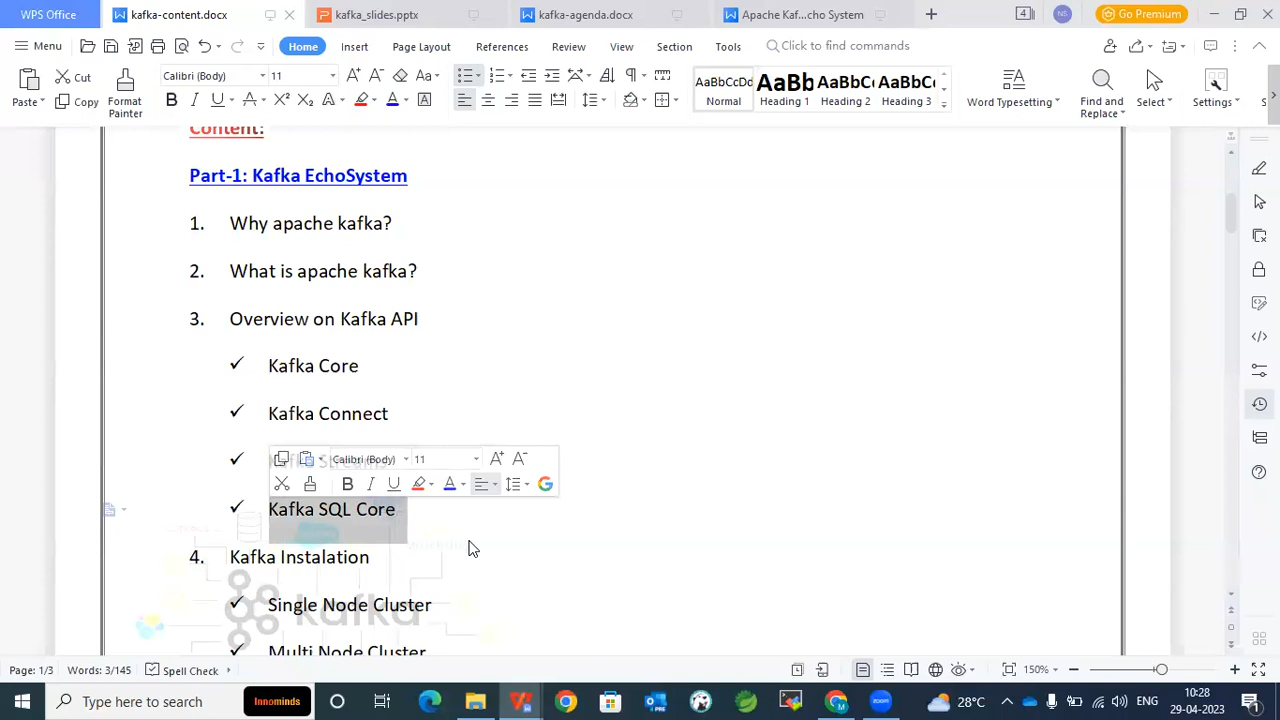 WPS Office
kafka-content.docx
kafka_slides.pptx
kafka-agenda.docx
Apache Kaf...cho System
4
NS
Go Premium
Menu
Home
Insert
Page Layout
References
Review
View
Section
Tools
Click to find commands
Paste
Cut
Copy
Format
Painter
Calibri (Body)
11
AaBbCcDd
Normal
AaBb
Heading 1
AaBbC
Heading 2
AaBbC
Heading 3
Word Typesetting
Find and
Replace
Select
Settings
Content:
Part-1: Kafka EchoSystem
1. Why apache kafka?
2. What is apache kafka?
3. Overview on Kafka API
✓ Kafka Core
✓ Kafka Connect
✓ Kafka Streams
Calibri (Body)
11
✓ Kafka SQL Core
4. Kafka Instalation
✓ Single Node Cluster
kafka
✓ Multi Node Cluster
Page: 1/3
Words: 3/145
Spell Check
150%
Type here to search
Innominds
28°C
ENG
10:28
29-04-2023